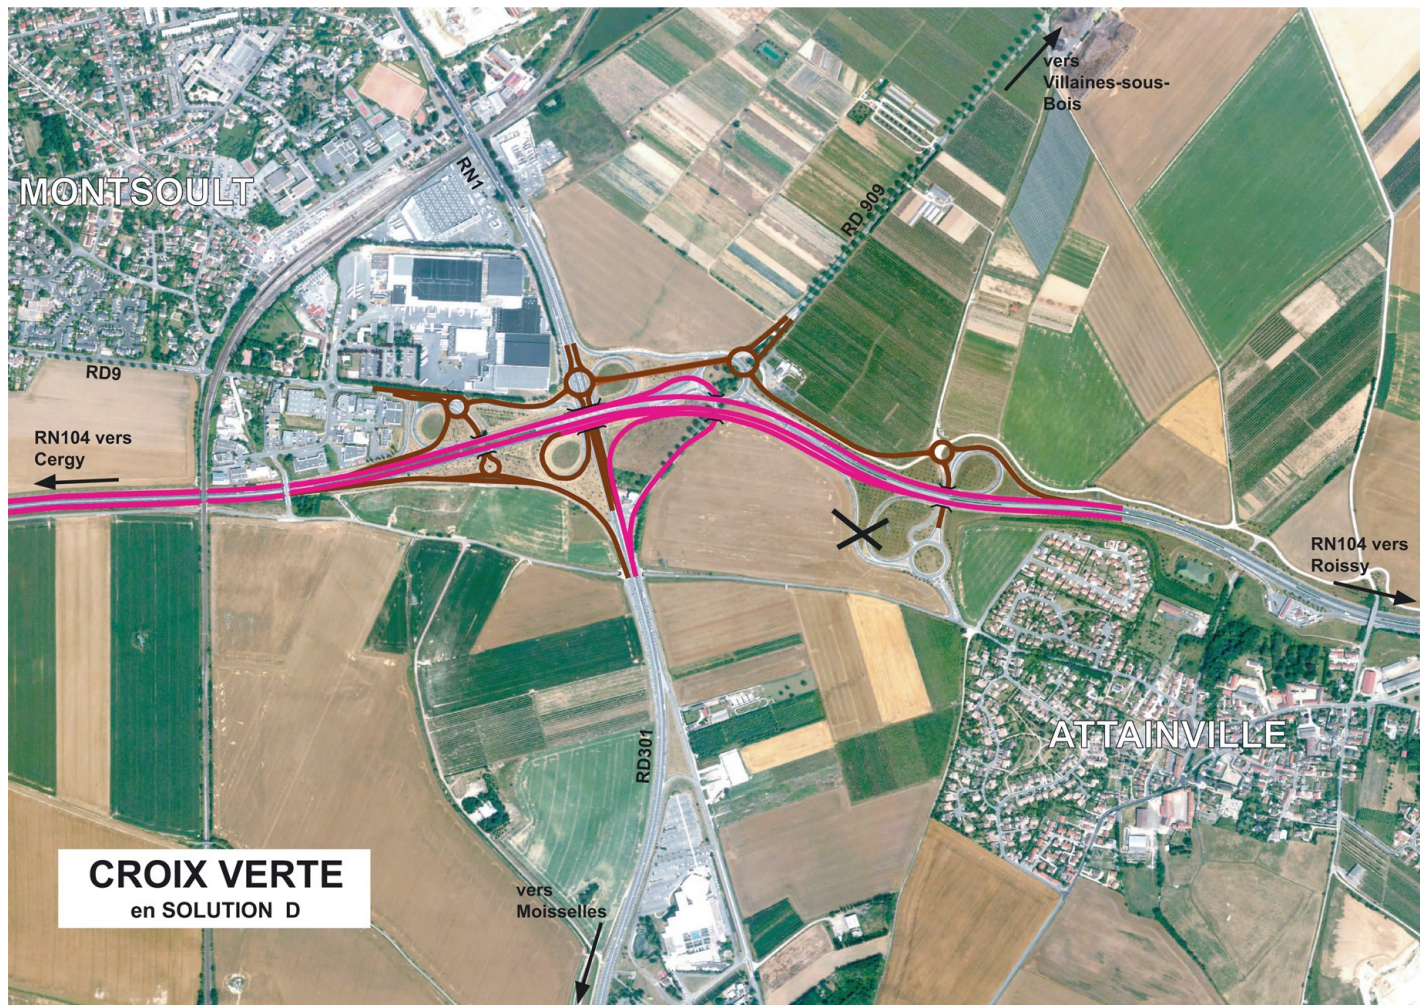 vers
Villaines-sous-
Bois
MONTSOULT
RN1
RD 909
RD9
RN104 vers
Cergy
RN104 vers
Roissy
ATTAINVILLE
RD301
CROIX VERTE
en SOLUTION D
vers
Moisselles